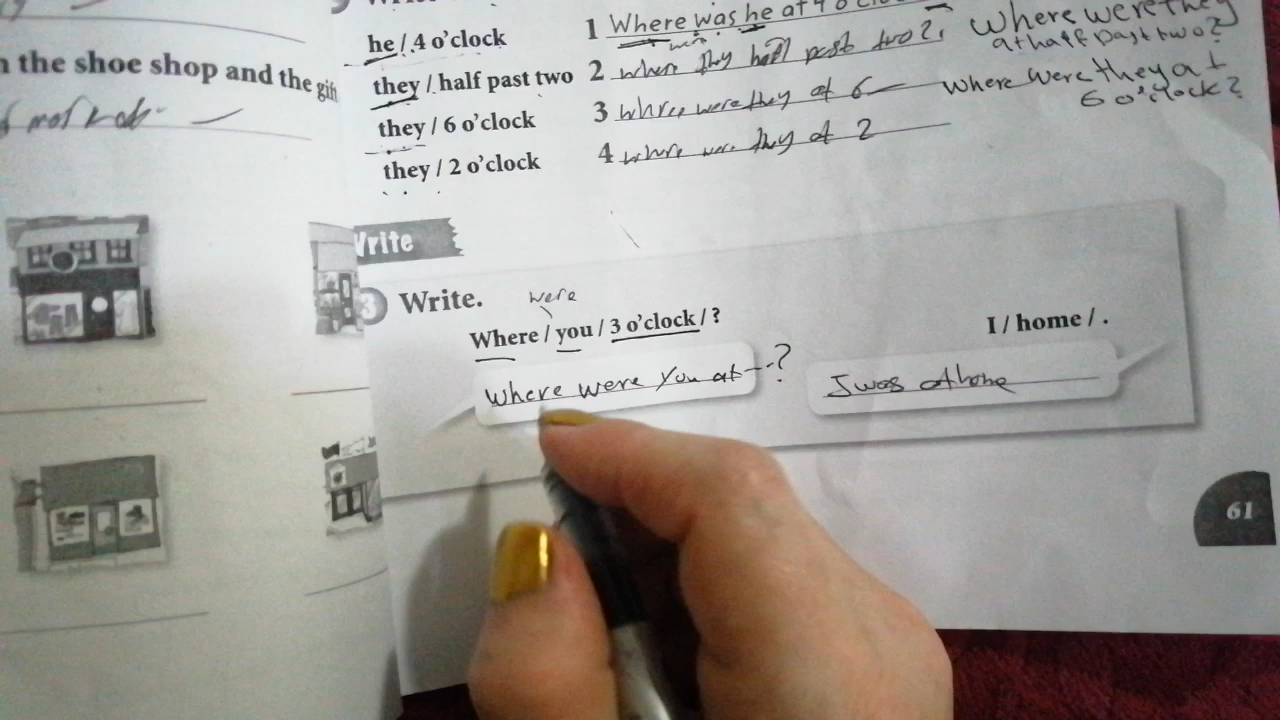 n the shoe shop and the gift
he / 4 o'clock
1 Where was he at 4 o
they / half past two
2 when they half past two?
where were they
at half past two?
they / 6 o'clock
3 were they at 6
where were they at
6 o'clock?
they / 2 o'clock
4 where were they at 2
Write
3 Write.
were
Where / you / 3 o'clock / ?
I / home / .
where were you at --?
I was at home
61